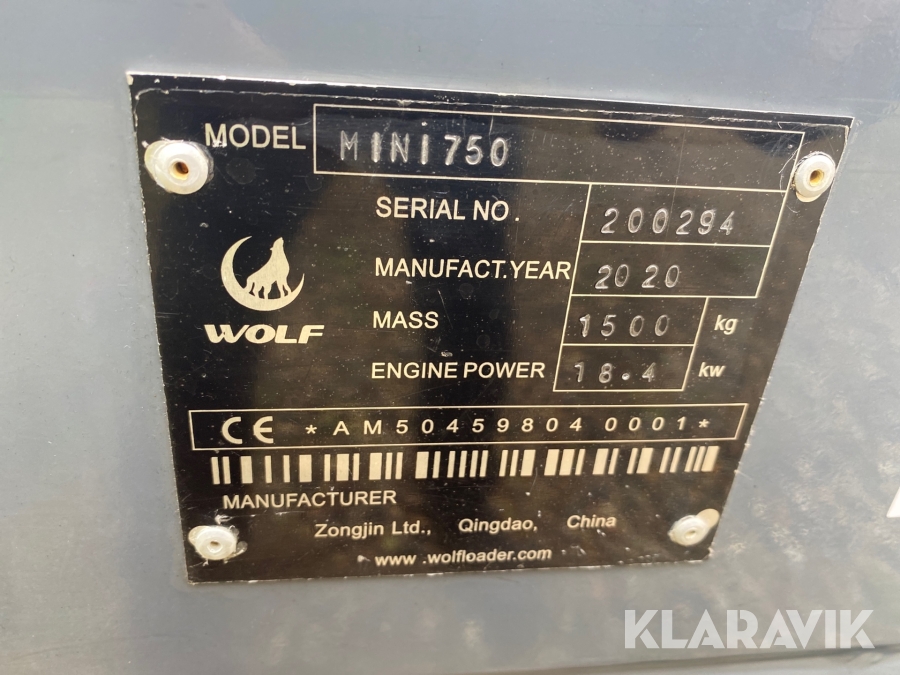 MODEL MINI750
SERIAL NO. 200294
MANUFACT.YEAR 2020
MASS 1500 kg
ENGINE POWER 18.4 kw
WOLF
CE *AM50459804 0001*
MANUFACTURER
Zongjin Ltd., Qingdao, China
www.wolfloader.com
KLARAVIK